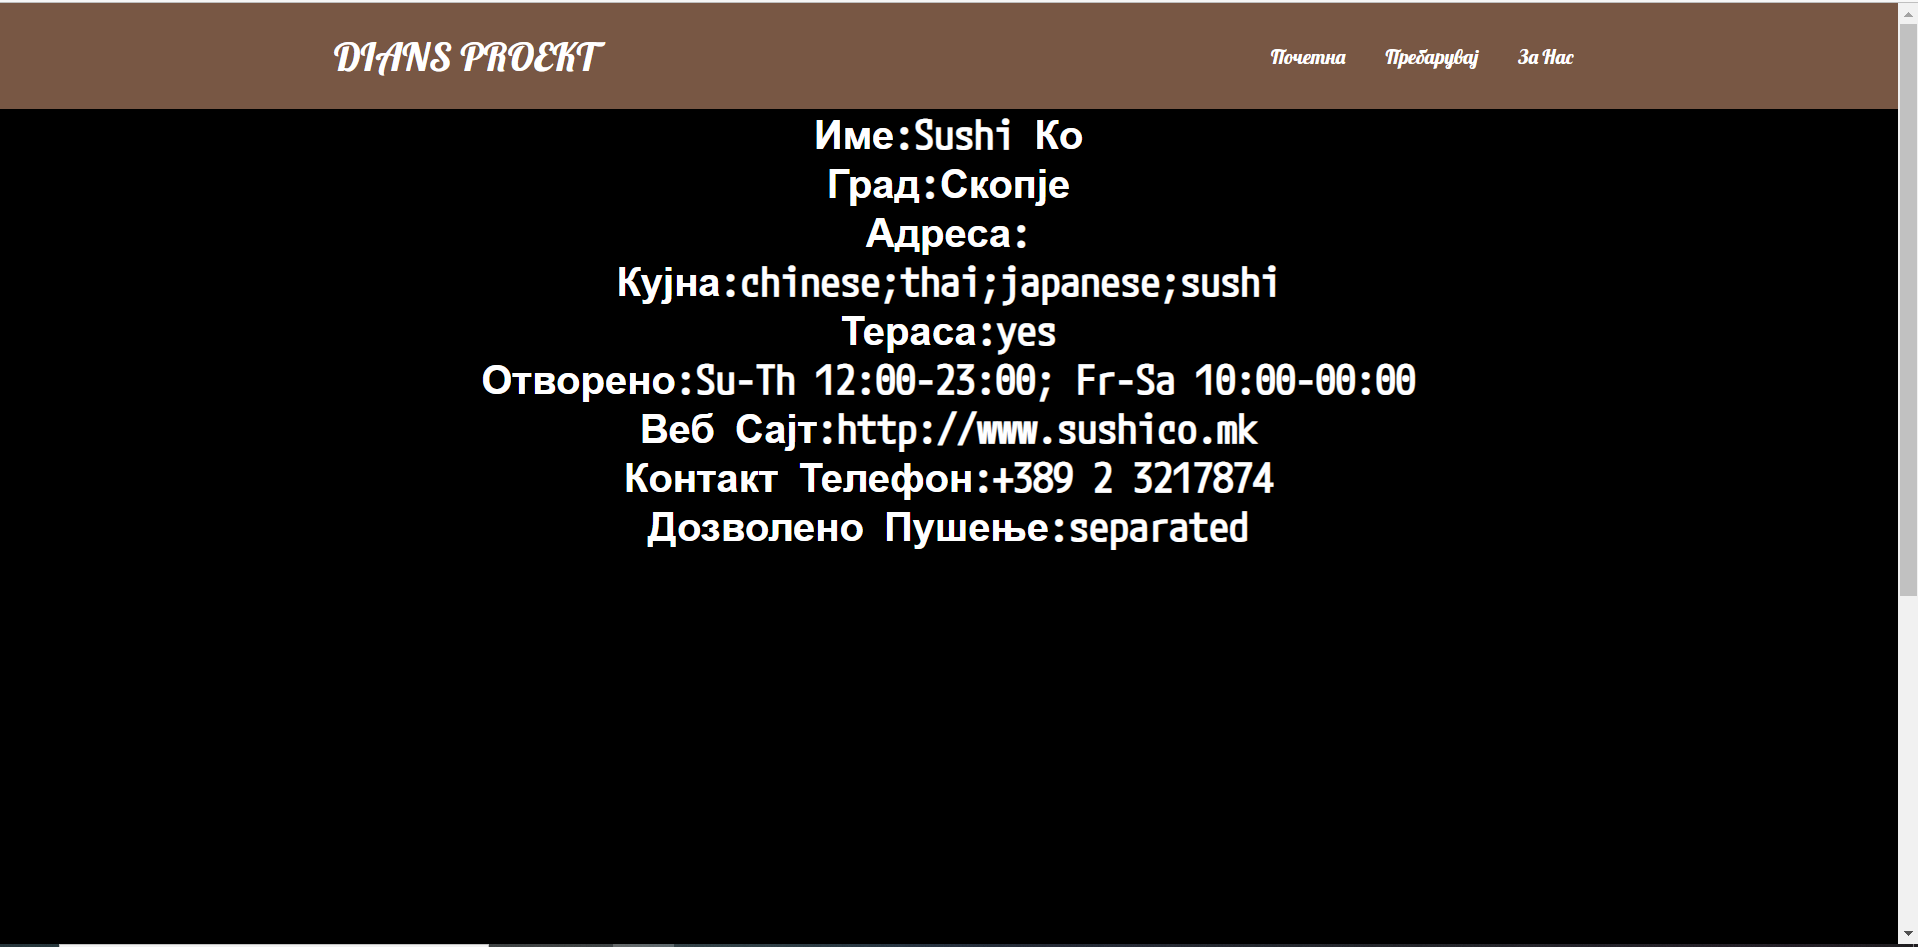 DIANS PROEKT
Почетна Пребарувај За Нас
Име:Sushi Ко
Град:Скопје
Адреса:
Кујна:chinese;thai;japanese;sushi
Тераса:yes
Отворено:Su-Th 12:00-23:00; Fr-Sa 10:00-00:00
Веб Сајт:http://www.sushico.mk
Контакт Телефон:+389 2 3217874
Дозволено Пушење:separated